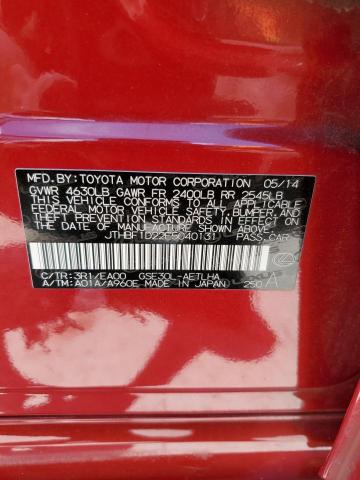 MFD.BY:TOYOTA MOTOR CORPORATION 05/14
GVWR 4630LB GAWR FR 2400LB RR 2545LB
THIS VEHICLE CONFORMS TO ALL APPLICABLE
FEDERAL MOTOR VEHICLE SAFETY, BUMPER, AND
THEFT PREVENTION STANDARDS IN EFFECT ON
THE DATE OF MANUFACTURE SHOWN ABOVE.
JTHBF1D22E5040131 PASS.CAR
C/TR:3R1/EA00 GSE30L-AETLHA
A/TM:A01A/A960E MADE IN JAPAN 250 A